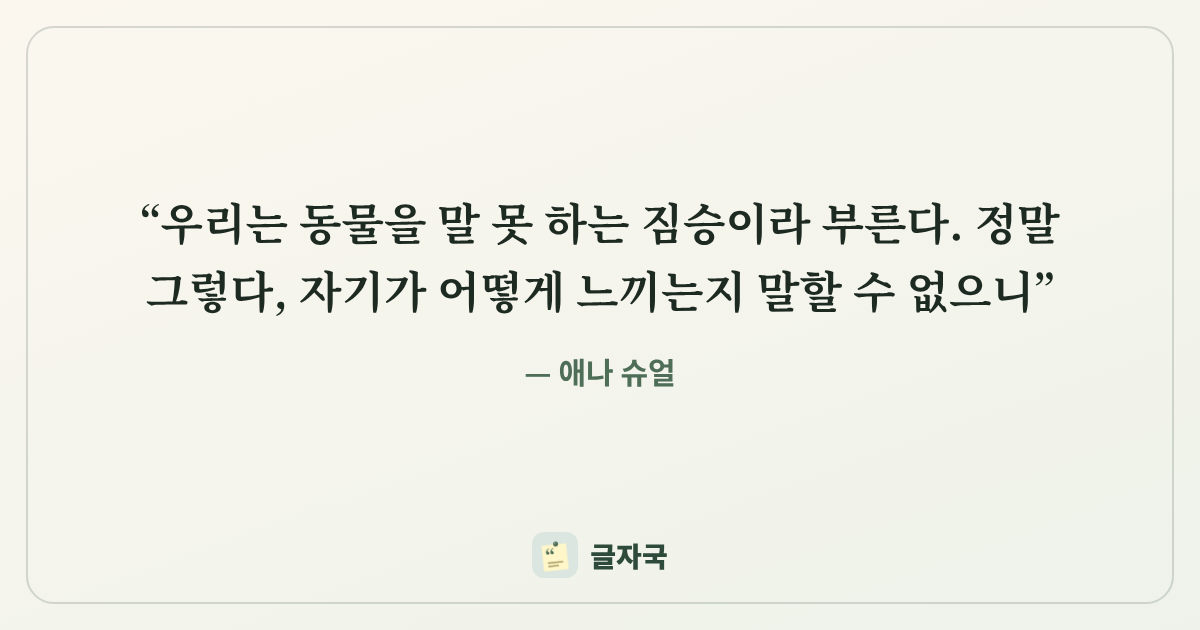 “우리는 동물을 말 못 하는 짐승이라 부른다. 정말
그렇다, 자기가 어떻게 느끼는지 말할 수 없으니”
— 애나 슈얼
글자국